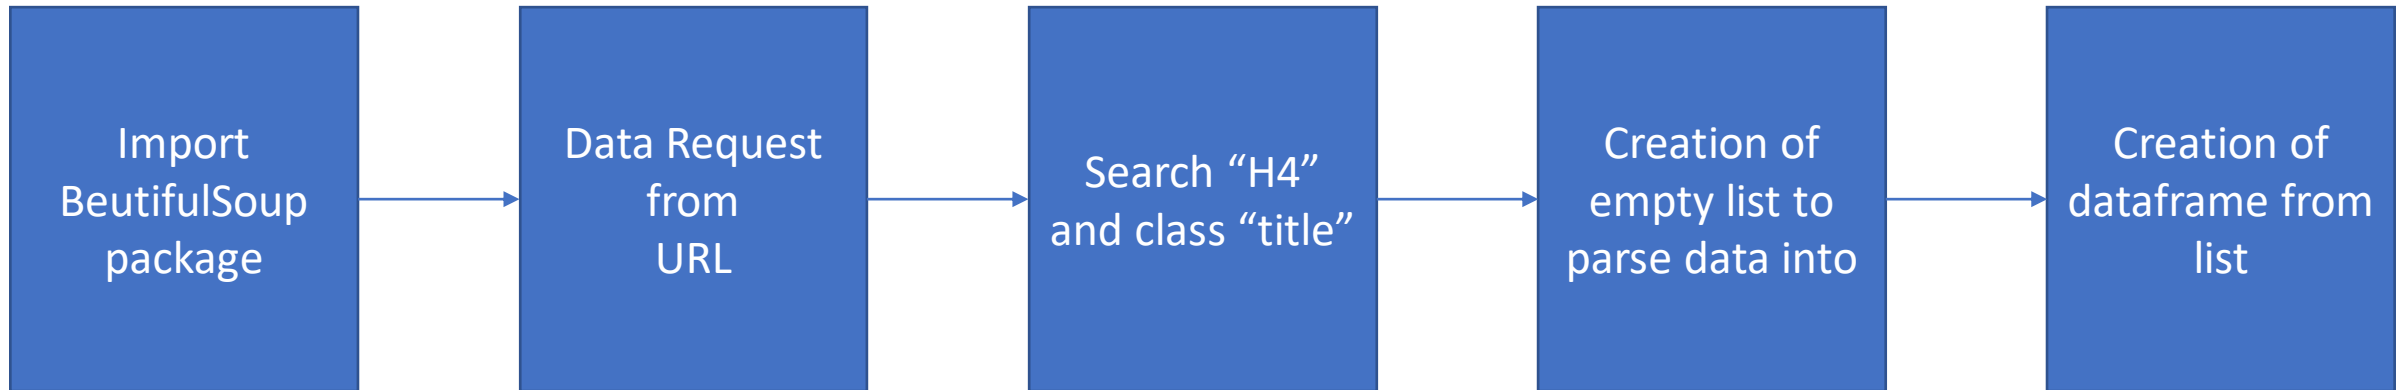 Import
BeutifulSoup
package
Data Request
from
URL
Search “H4”
and class “title”
Creation of
empty list to
parse data into
Creation of
dataframe from
list